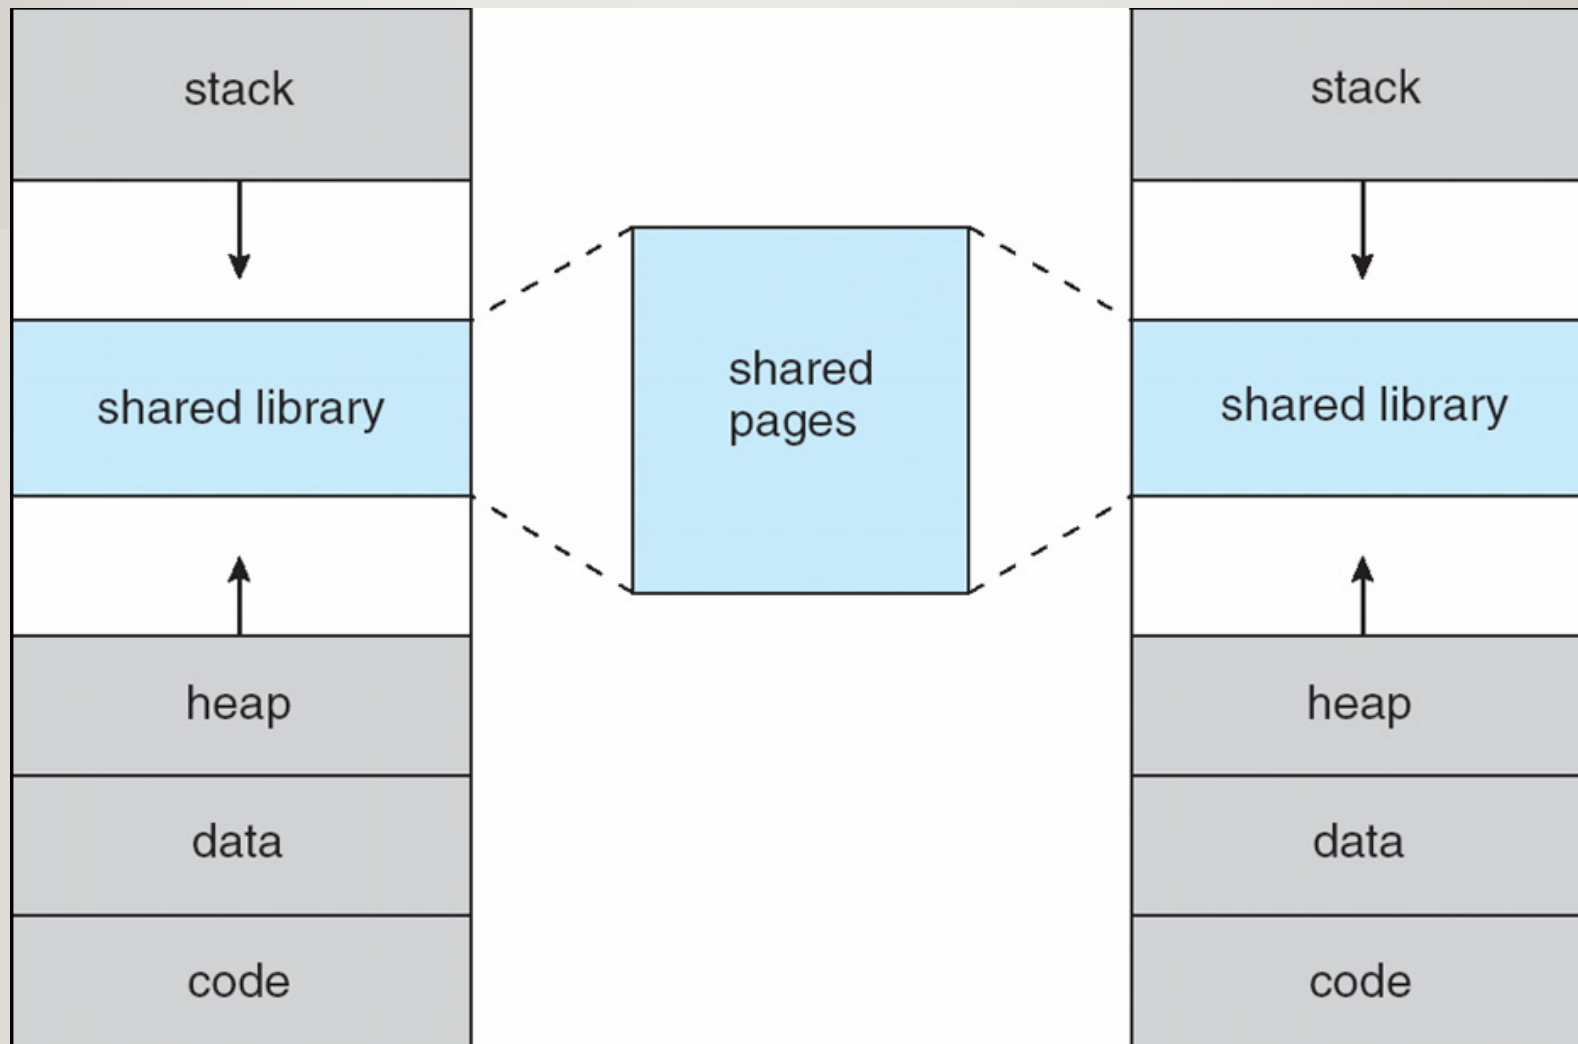 stack
shared library
heap
data
code
shared
pages
stack
shared library
heap
data
code